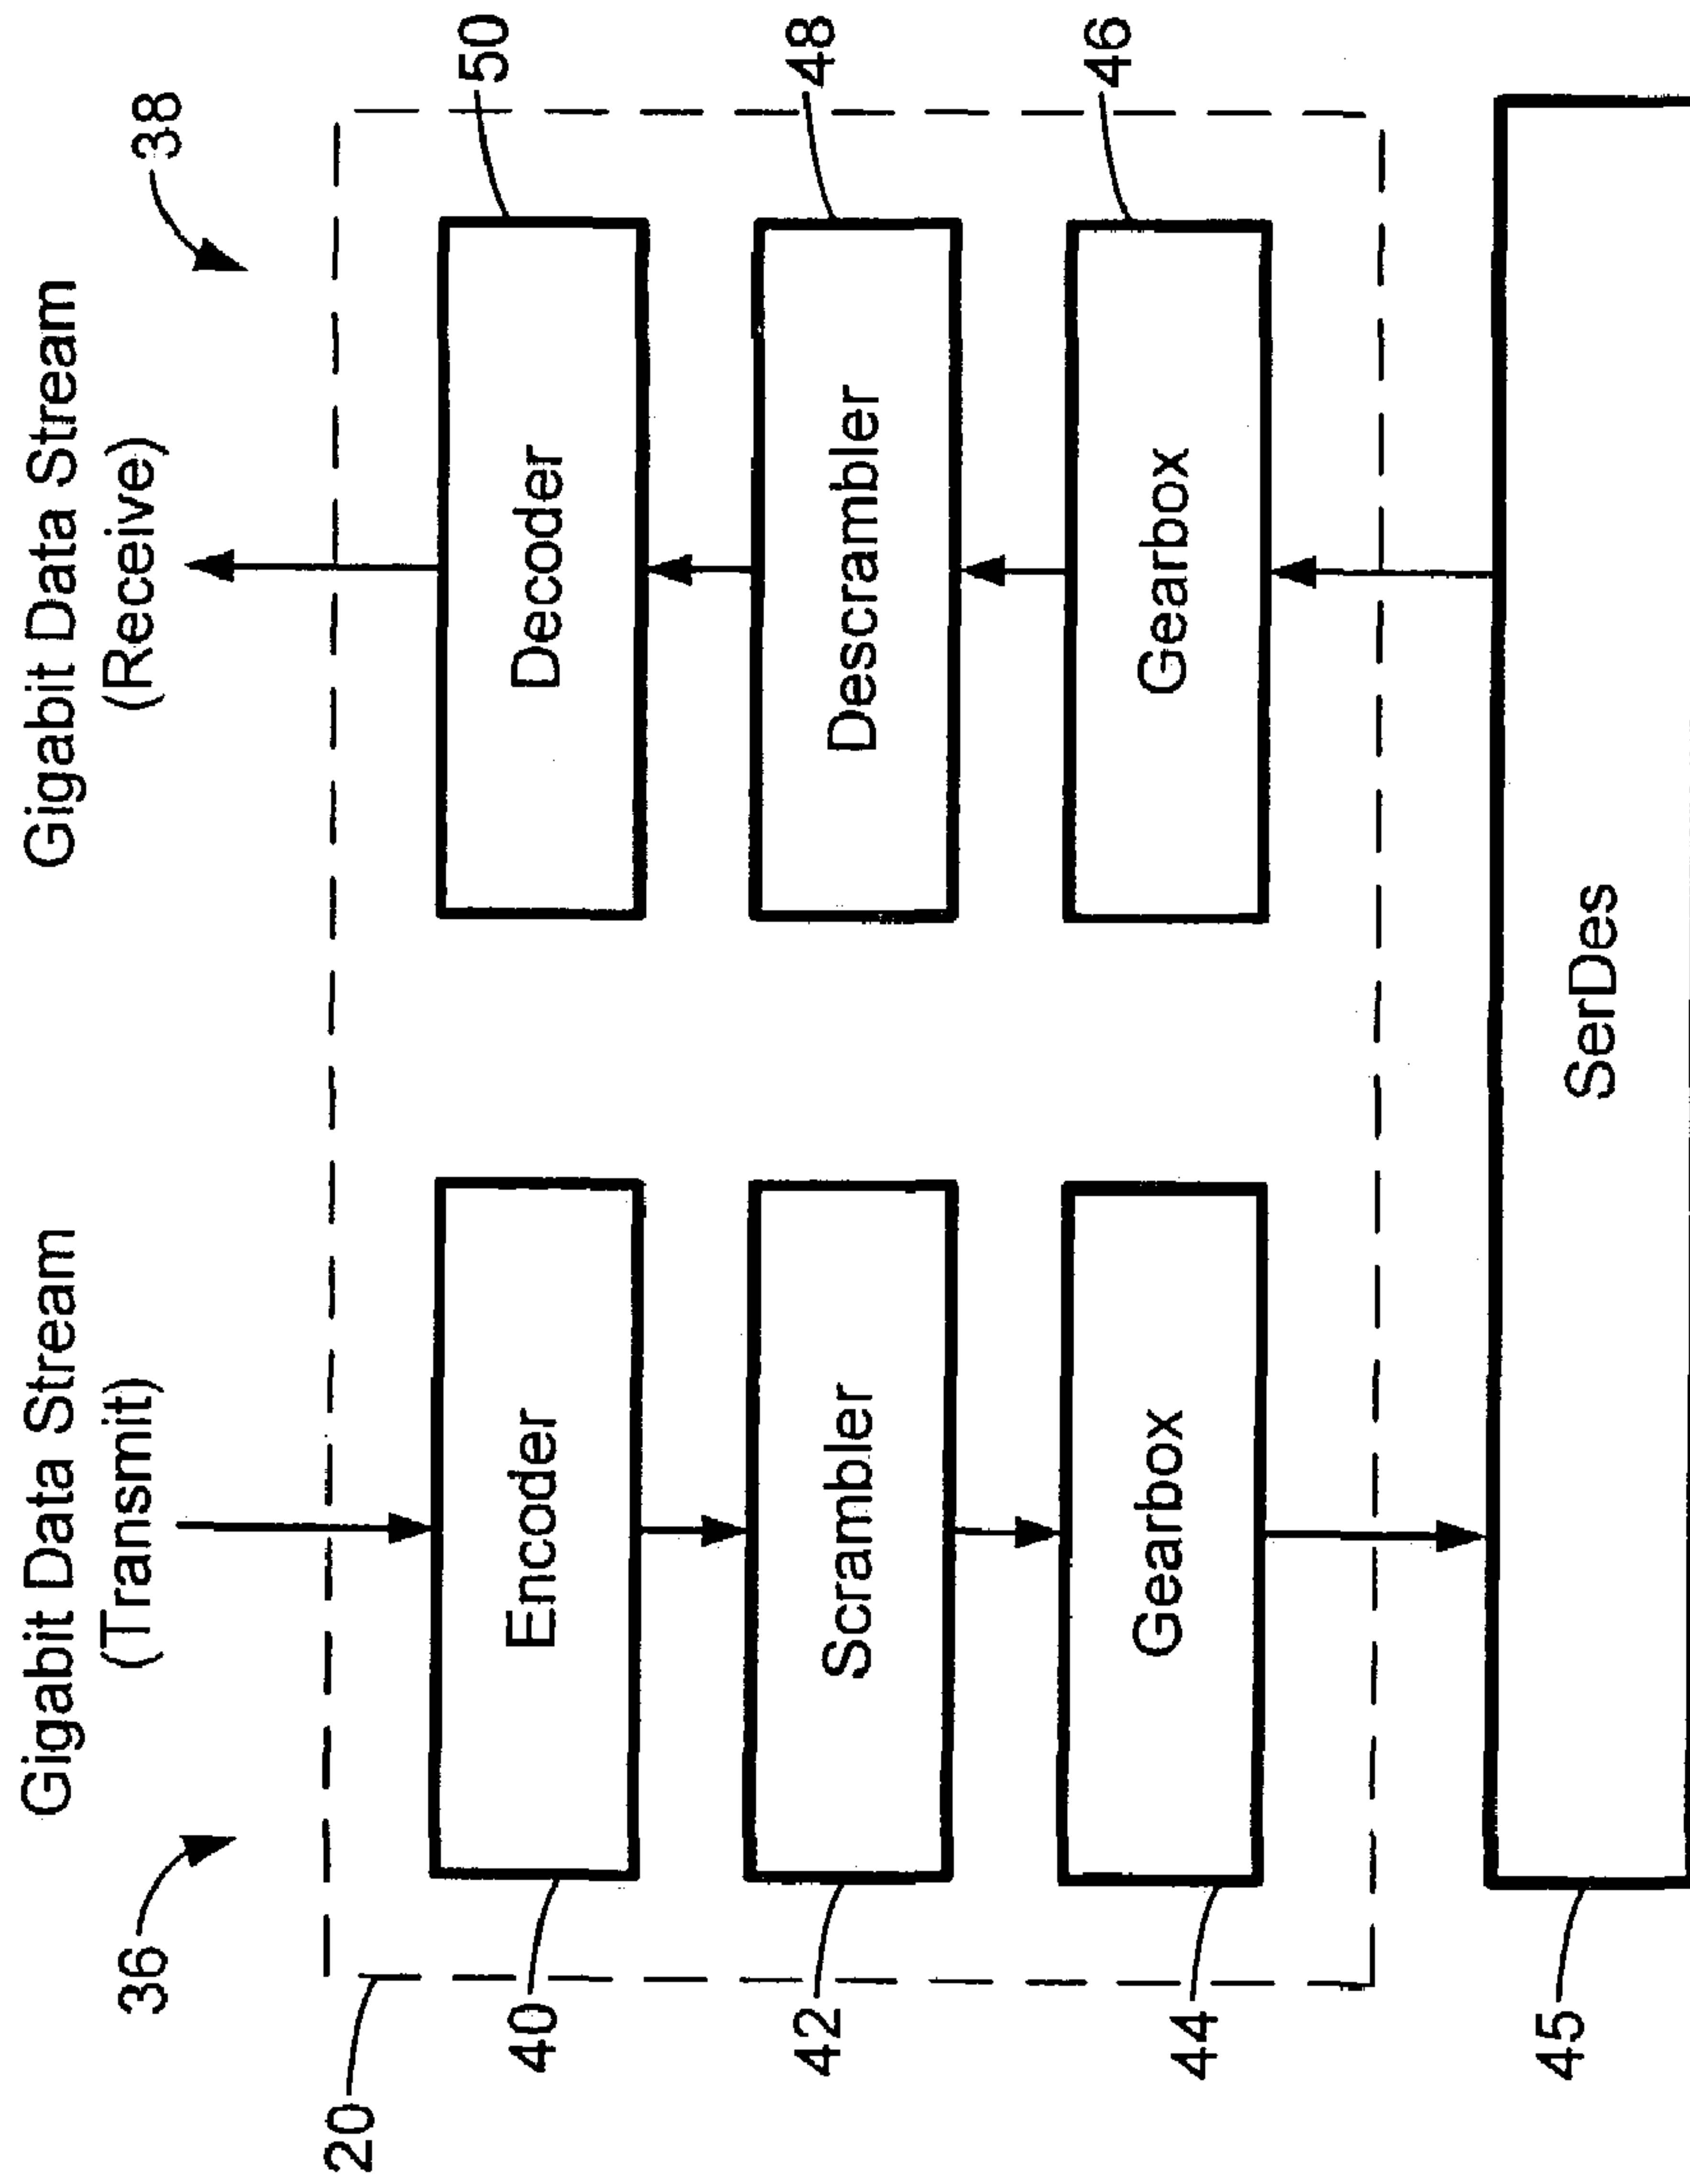 Gigabit Data Stream
(Transmit)
Gigabit Data Stream
(Receive)
36
38
20
40
Encoder
Decoder
50
42
Scrambler
Descrambler
48
44
Gearbox
Gearbox
46
45
SerDes